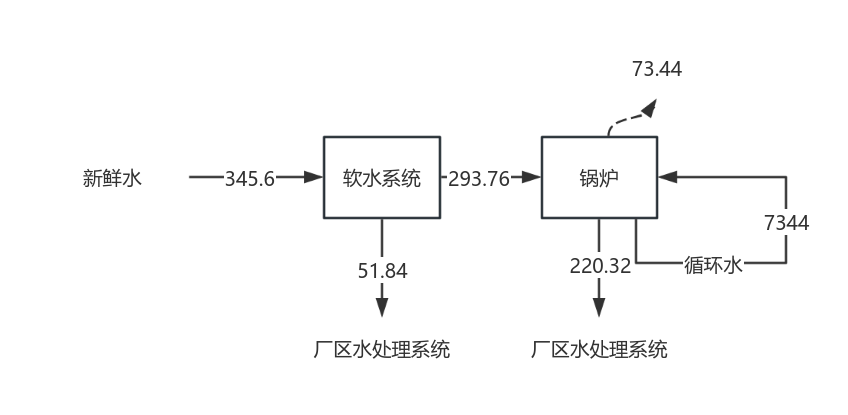 73.44
新鲜水
345.6
软水系统
293.76
锅炉
7344
51.84
220.32
循环水
厂区水处理系统
厂区水处理系统